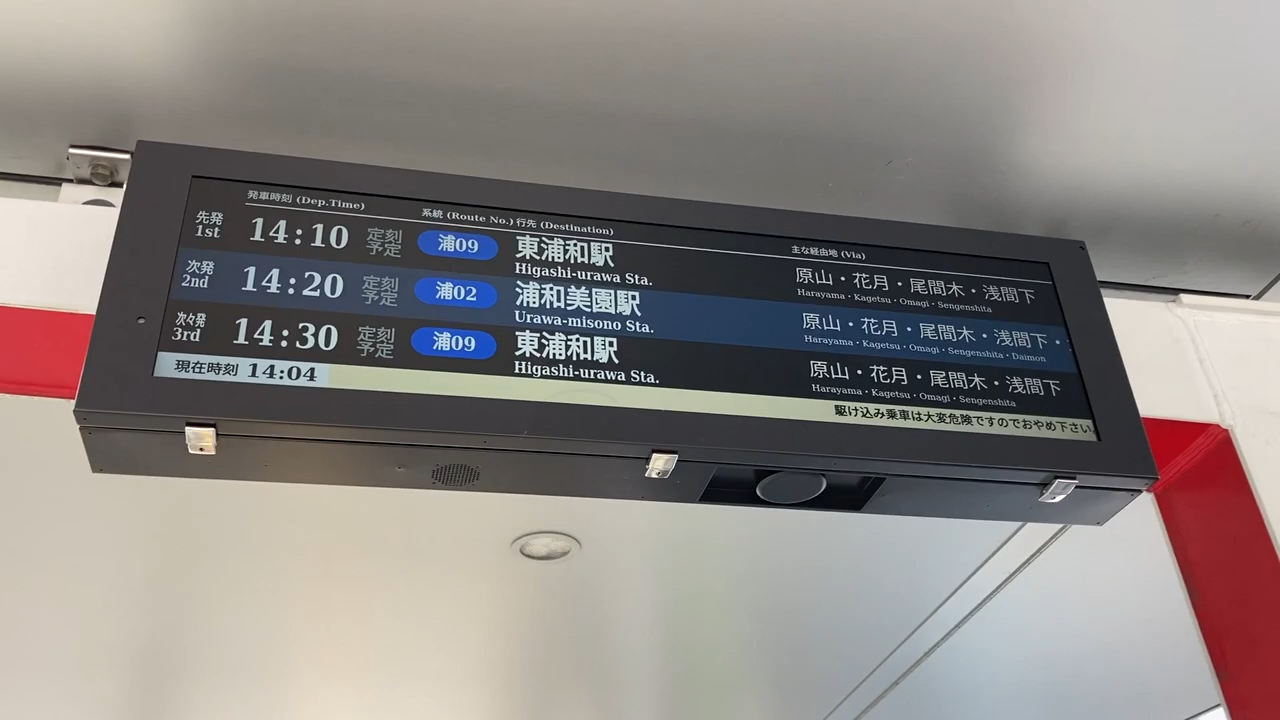 発車時刻 (Dep.Time) 系統 (Route No.) 行先 (Destination) 主な経由地 (Via)
先発 1st 14:10 定刻予定 浦09 東浦和駅 原山・花月・尾間木・浅間下
Higashi-urawa Sta. Harayama・Kagetsu・Omagi・Sengenshita
次発 2nd 14:20 定刻予定 浦02 浦和美園駅 原山・花月・尾間木・浅間下・
Urawa-misono Sta. Harayama・Kagetsu・Omagi・Sengenshita・Daimon
次々発 3rd 14:30 定刻予定 浦09 東浦和駅 原山・花月・尾間木・浅間下
Higashi-urawa Sta. Harayama・Kagetsu・Omagi・Sengenshita
現在時刻 14:04 駆け込み乗車は大変危険ですのでおやめ下さい